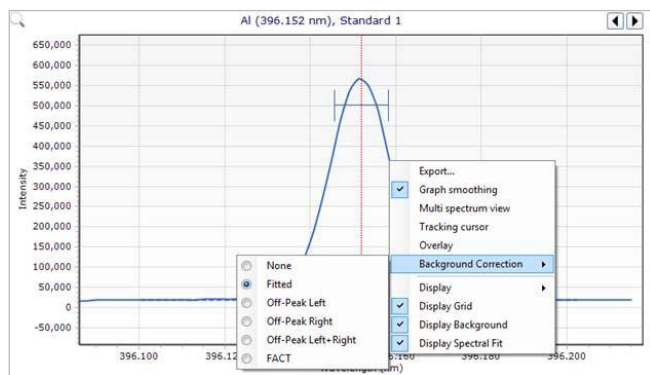 Al (396.152 nm), Standard 1
650,000
600,000
550,000
500,000
450,000
400,000
350,000
300,000
250,000
200,000
150,000
100,000
50,000
0
-50,000
Intensity
Export...
Graph smoothing
Multi spectrum view
Tracking cursor
Overlay
Background Correction
Display
Display Grid
Display Background
Display Spectral Fit
None
Fitted
Off-Peak Left
Off-Peak Right
Off-Peak Left+Right
FACT
396.100
396.180
396.200
(nm)